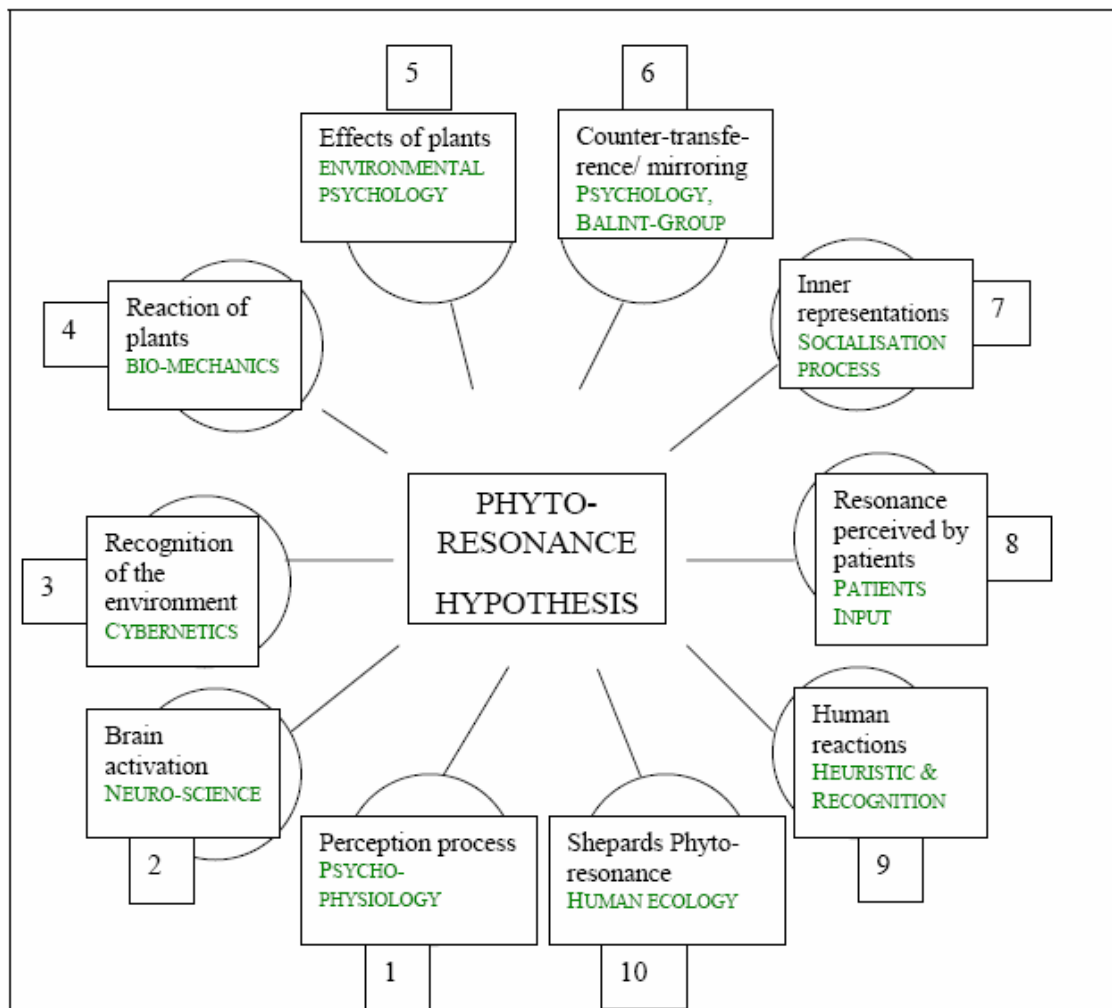 5
Effects of plants
ENVIRONMENTAL
PSYCHOLOGY
6
Counter-transfe-
rence/ mirroring
PSYCHOLOGY,
BALINT-GROUP
4
Reaction of
plants
BIO-MECHANICS
Inner
representations
SOCIALISATION
PROCESS
7
PHYTO-
RESONANCE
HYPOTHESIS
3
Recognition
of the
environment
CYBERNETICS
Resonance
perceived by
patients
PATIENTS
INPUT
8
Brain
activation
NEURO-SCIENCE
2
Human
reactions
HEURISTIC &
RECOGNITION
9
Perception process
PSYCHO-
PHYSIOLOGY
1
Shepards Phyto-
resonance
HUMAN ECOLOGY
10